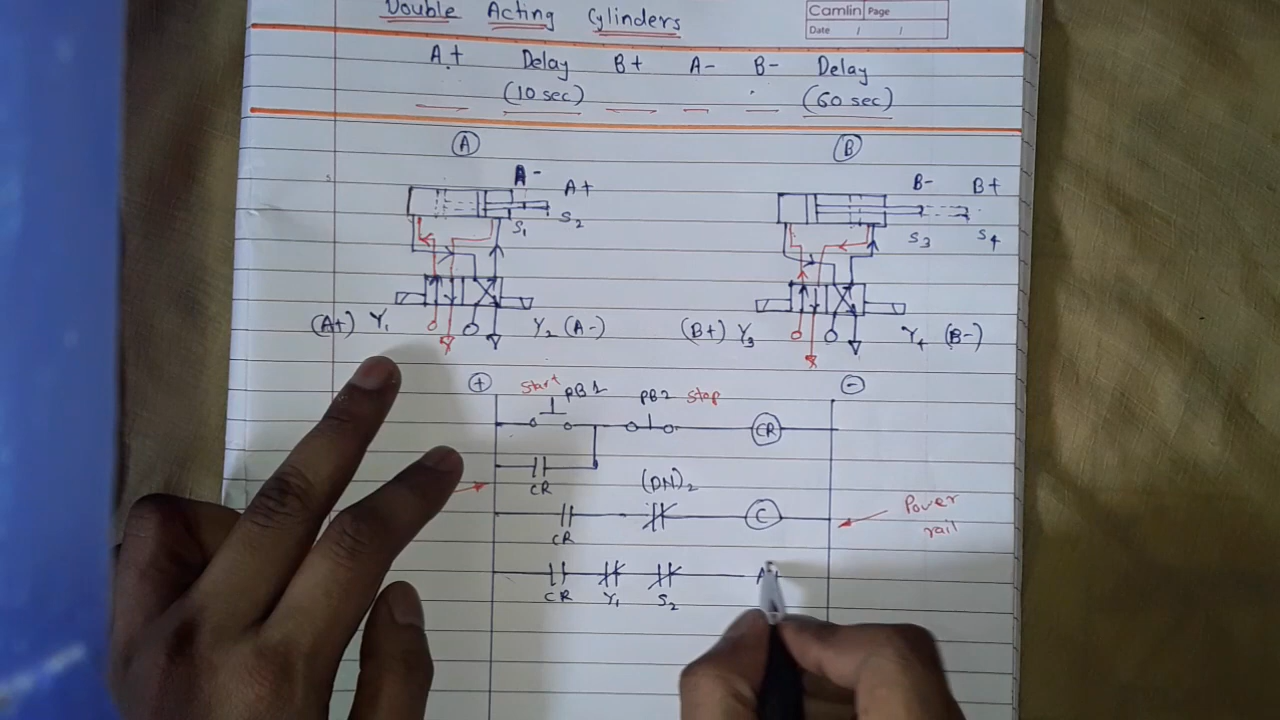 Double Acting Cylinders
Camlin Page
Date / /
A+ Delay B+ A- B- Delay
(10 sec) (60 sec)
A B
A- A+ B- B+
S1 S2 S3 S4
(A+) Y1 Y2 (A-) (B+) Y3 Y4 (B-)
+ Start PB1 PB2 stop -
CR
CR (DN)2
Power
rail
C
CR
CR Y1 S2